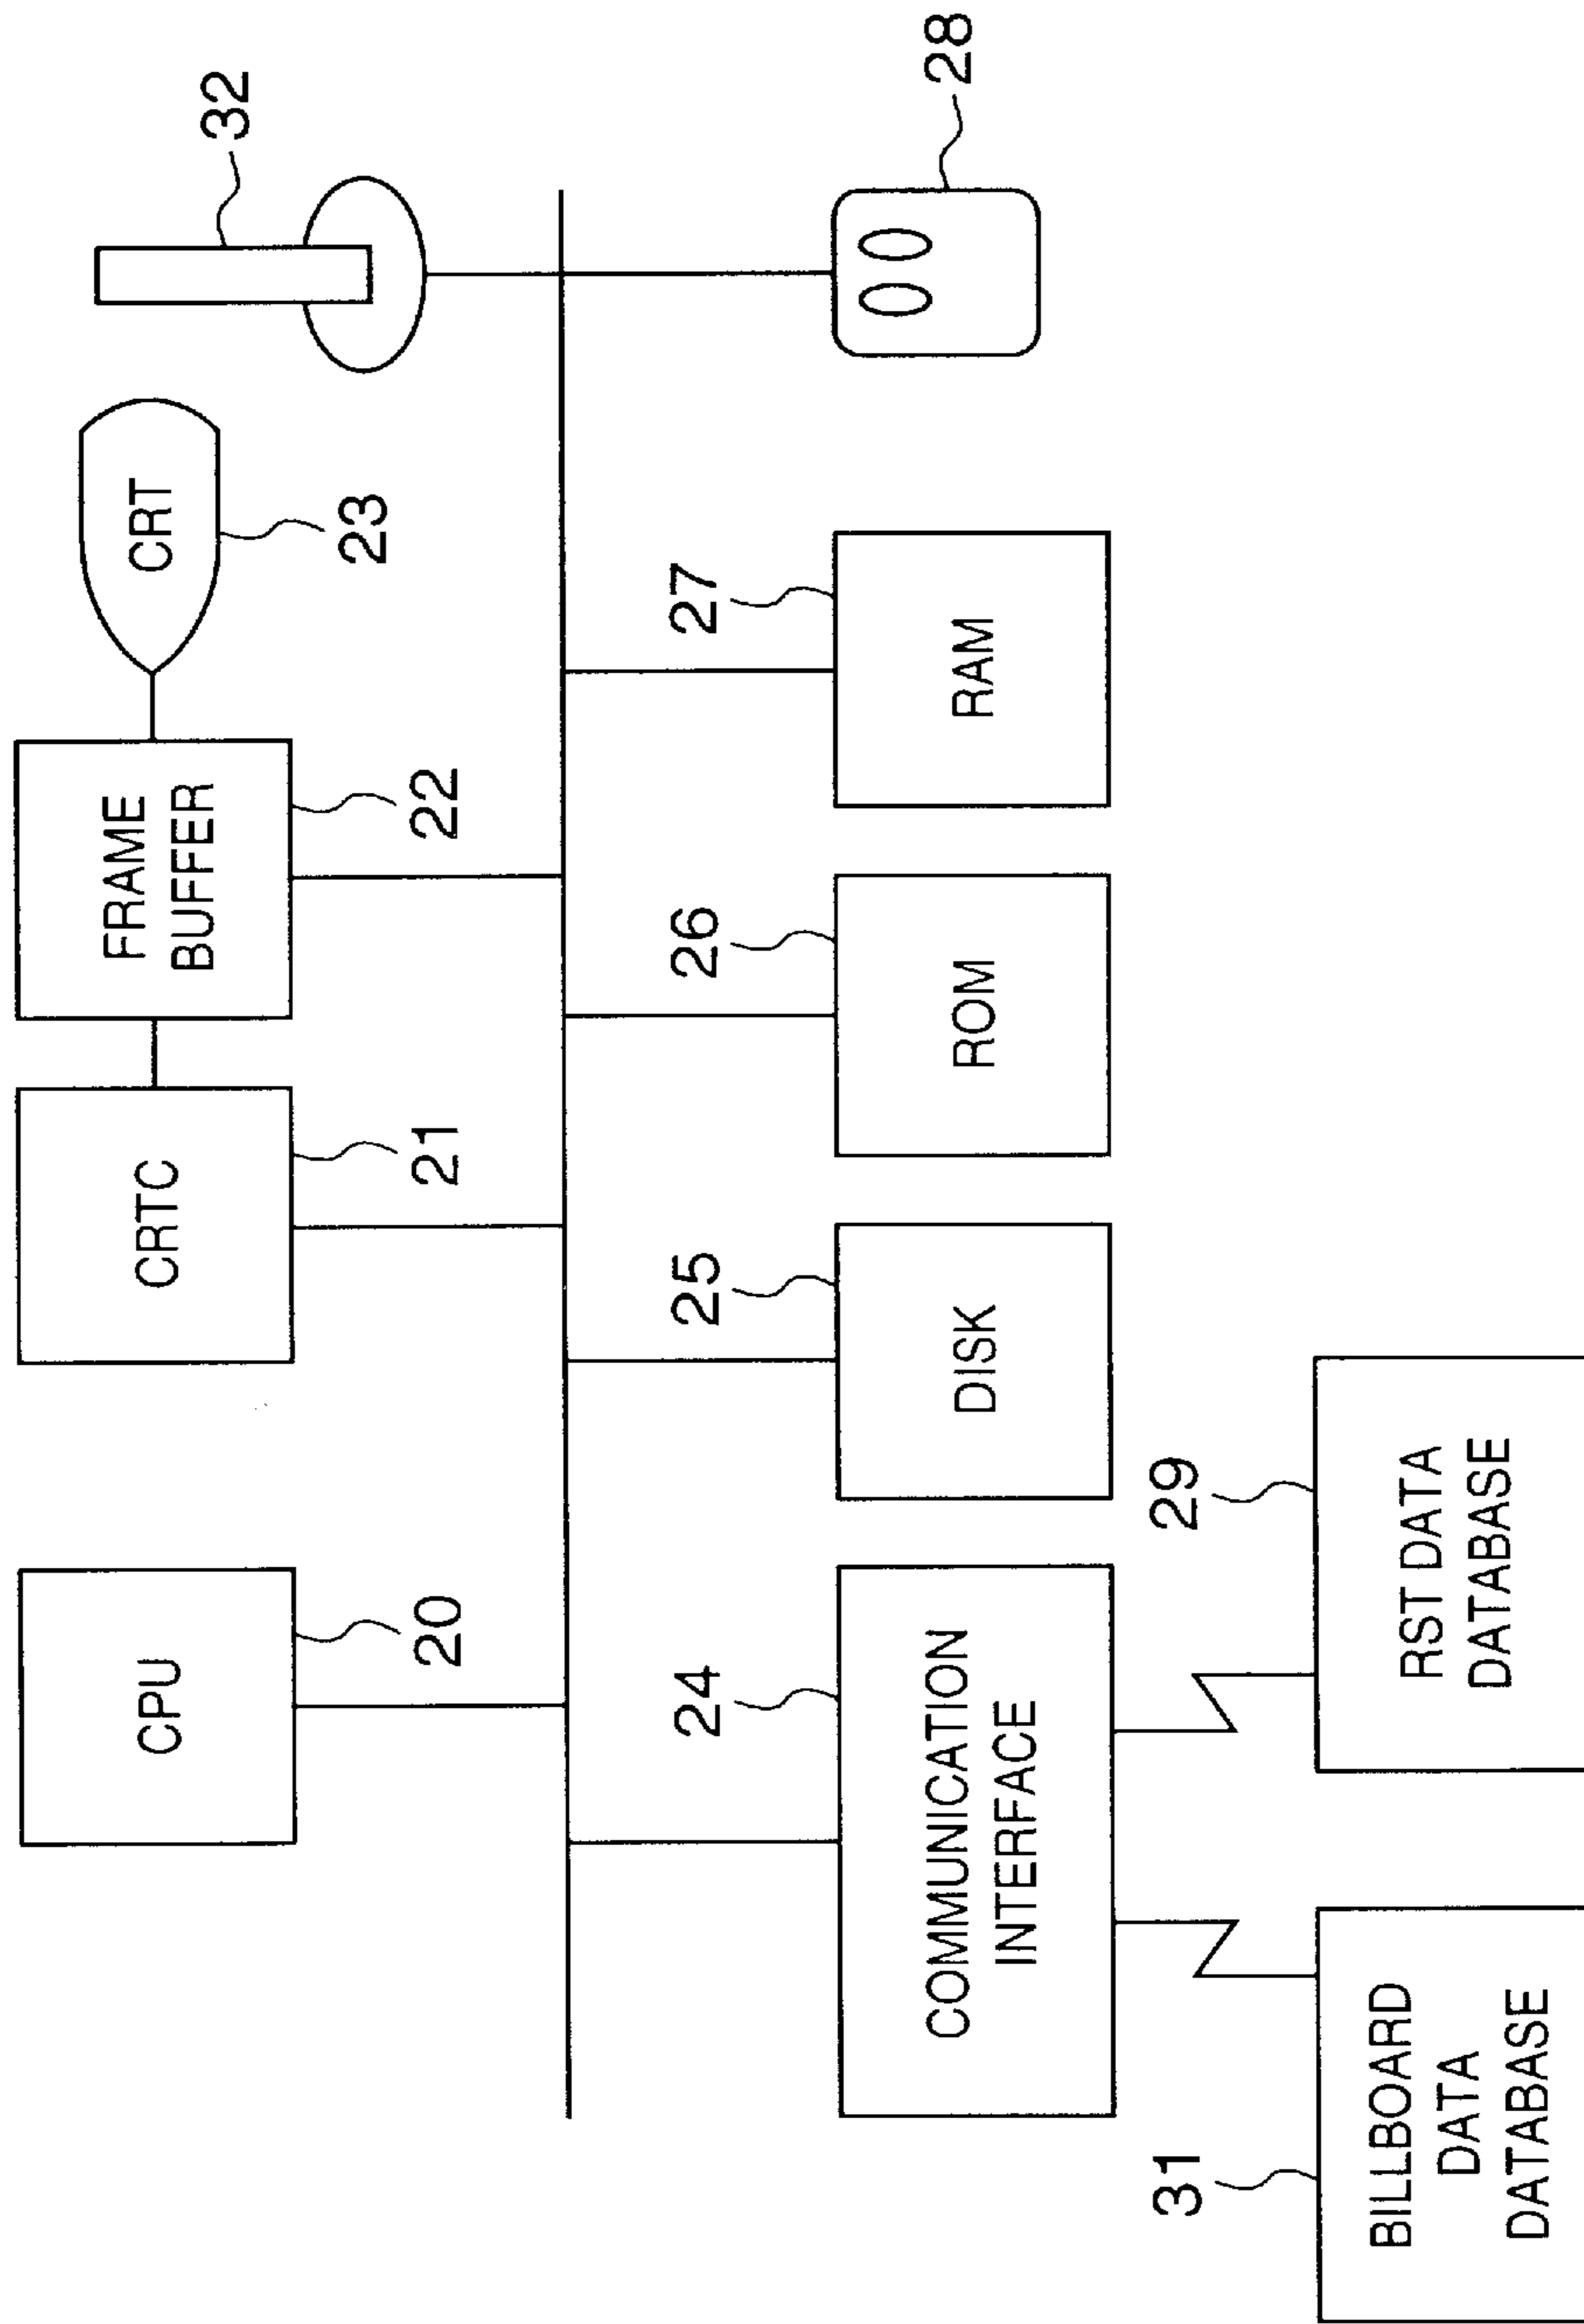 CPU
20
CRTC
21
FRAME
BUFFER
22
CRT
23
32
COMMUNICATION
INTERFACE
24
DISK
25
ROM
26
RAM
27
28
BILLBOARD
DATA
DATABASE
31
RST DATA
DATABASE
29